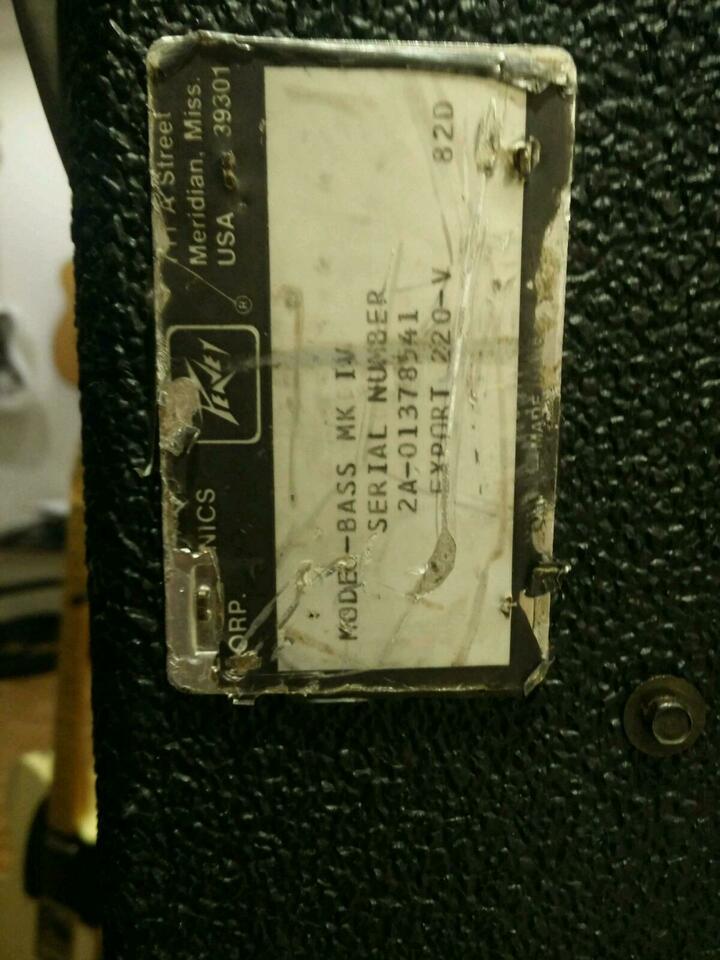 NICS
CORP.
PEAVEY
®
A Street
Meridian, Miss.
USA 39301
MODEL-BASS MK IV
SERIAL NUMBER
2A-01378541
EXPORT 220-V 82D
MADE